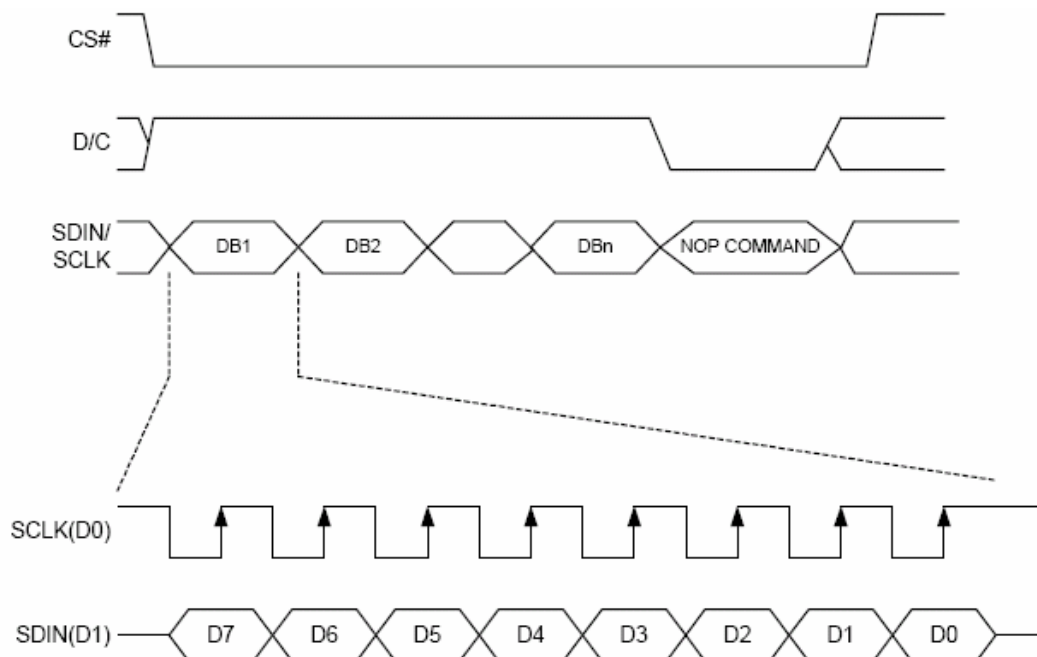 CS#
D/C
SDIN/
SCLK
DB1 DB2 DBn NOP COMMAND
SCLK(D0)
SDIN(D1) D7 D6 D5 D4 D3 D2 D1 D0